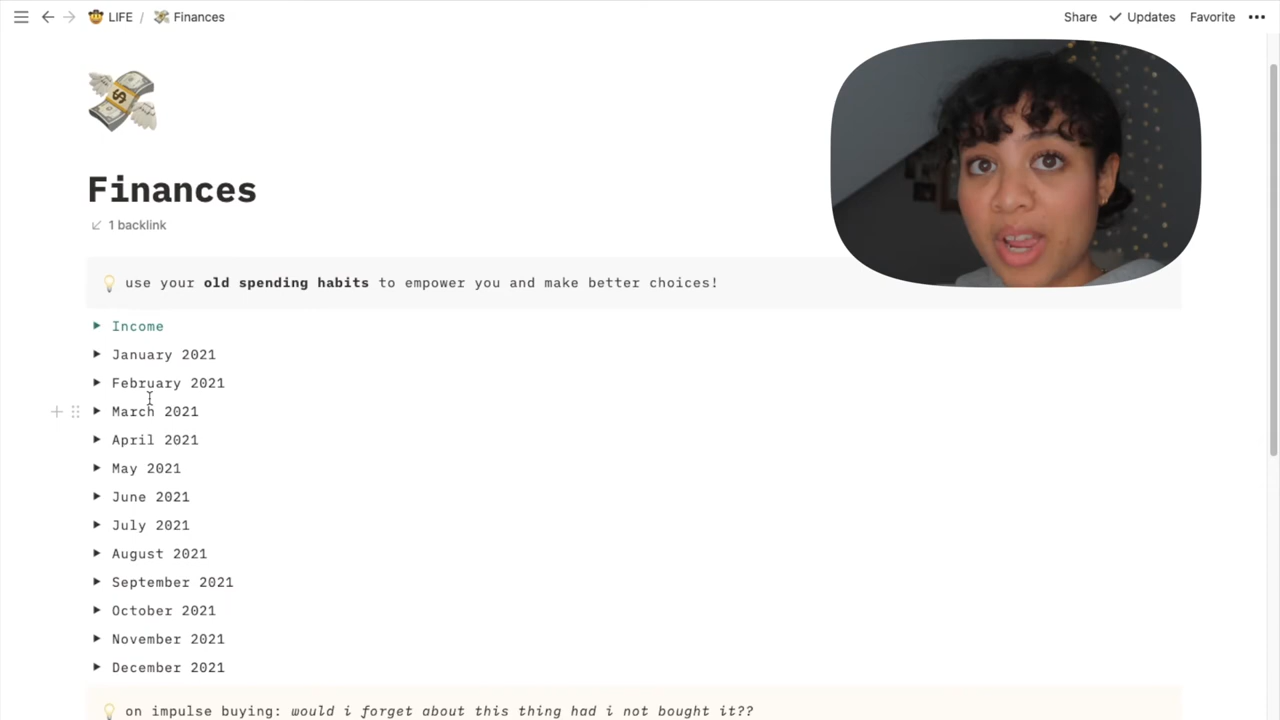 LIFE / Finances
Share Updates Favorite
Finances
1 backlink
use your old spending habits to empower you and make better choices!
Income
January 2021
February 2021
March 2021
April 2021
May 2021
June 2021
July 2021
August 2021
September 2021
October 2021
November 2021
December 2021
on impulse buying: would i forget about this thing had i not bought it??